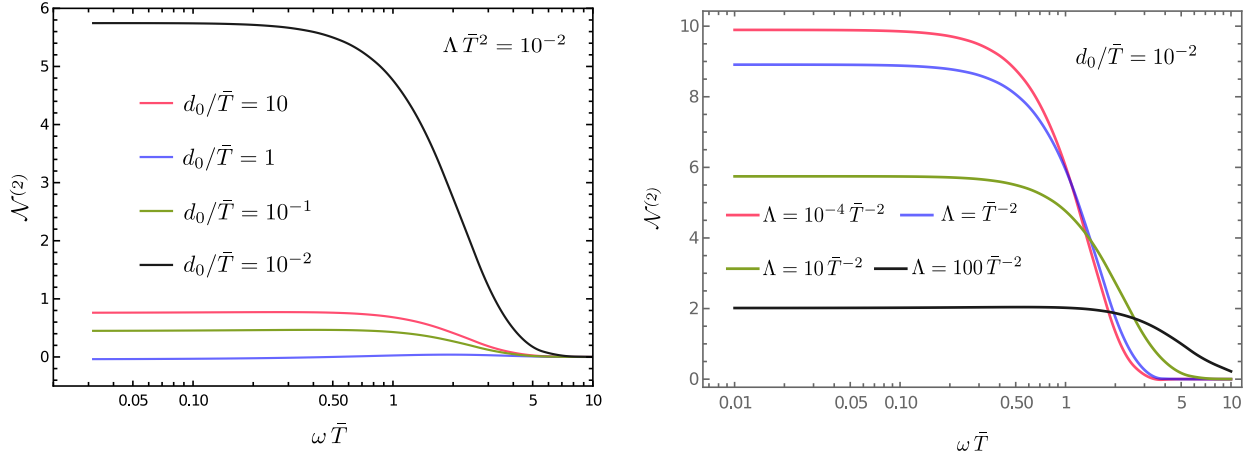 Λ T̄² = 10⁻²
d₀/T̄ = 10
d₀/T̄ = 1
d₀/T̄ = 10⁻¹
d₀/T̄ = 10⁻²
𝒩⁽²⁾
6
5
4
3
2
1
0
0.05 0.10 0.50 1 5 10
ω T̄
d₀/T̄ = 10⁻²
Λ = 10⁻⁴ T̄⁻² Λ = T̄⁻²
Λ = 10 T̄⁻² Λ = 100 T̄⁻²
𝒩⁽²⁾
10
8
6
4
2
0
0.01 0.05 0.10 0.50 1 5 10
ω T̄